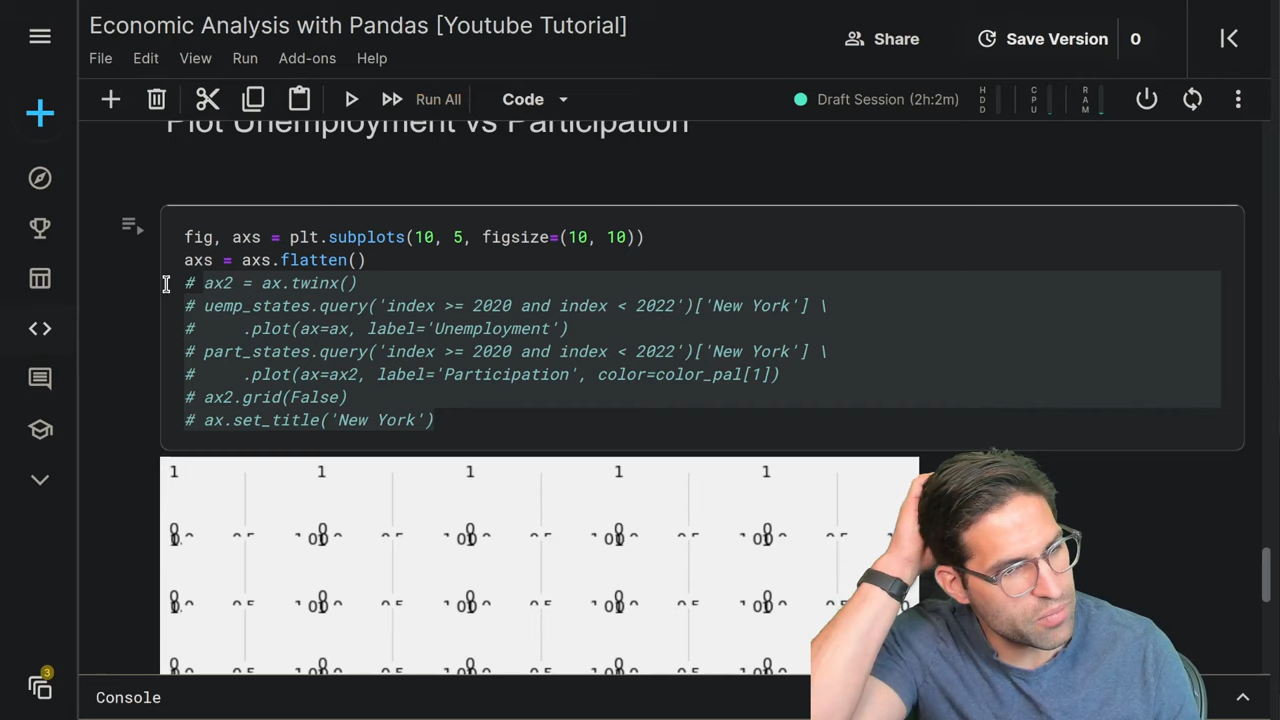 Economic Analysis with Pandas [Youtube Tutorial]
Share
Save Version
0
File Edit View Run Add-ons Help
Run All
Code
Draft Session (2h:2m)
HDD
CPU
RAM
Plot Unemployment vs Participation
fig, axs = plt.subplots(10, 5, figsize=(10, 10))
axs = axs.flatten()
# ax2 = ax.twinx()
# uemp_states.query('index >= 2020 and index < 2022')['New York'] \
#     .plot(ax=ax, label='Unemployment')
# part_states.query('index >= 2020 and index < 2022')['New York'] \
#     .plot(ax=ax2, label='Participation', color=color_pal[1])
# ax2.grid(False)
# ax.set_title('New York')
1 1 1 1 1
3
Console